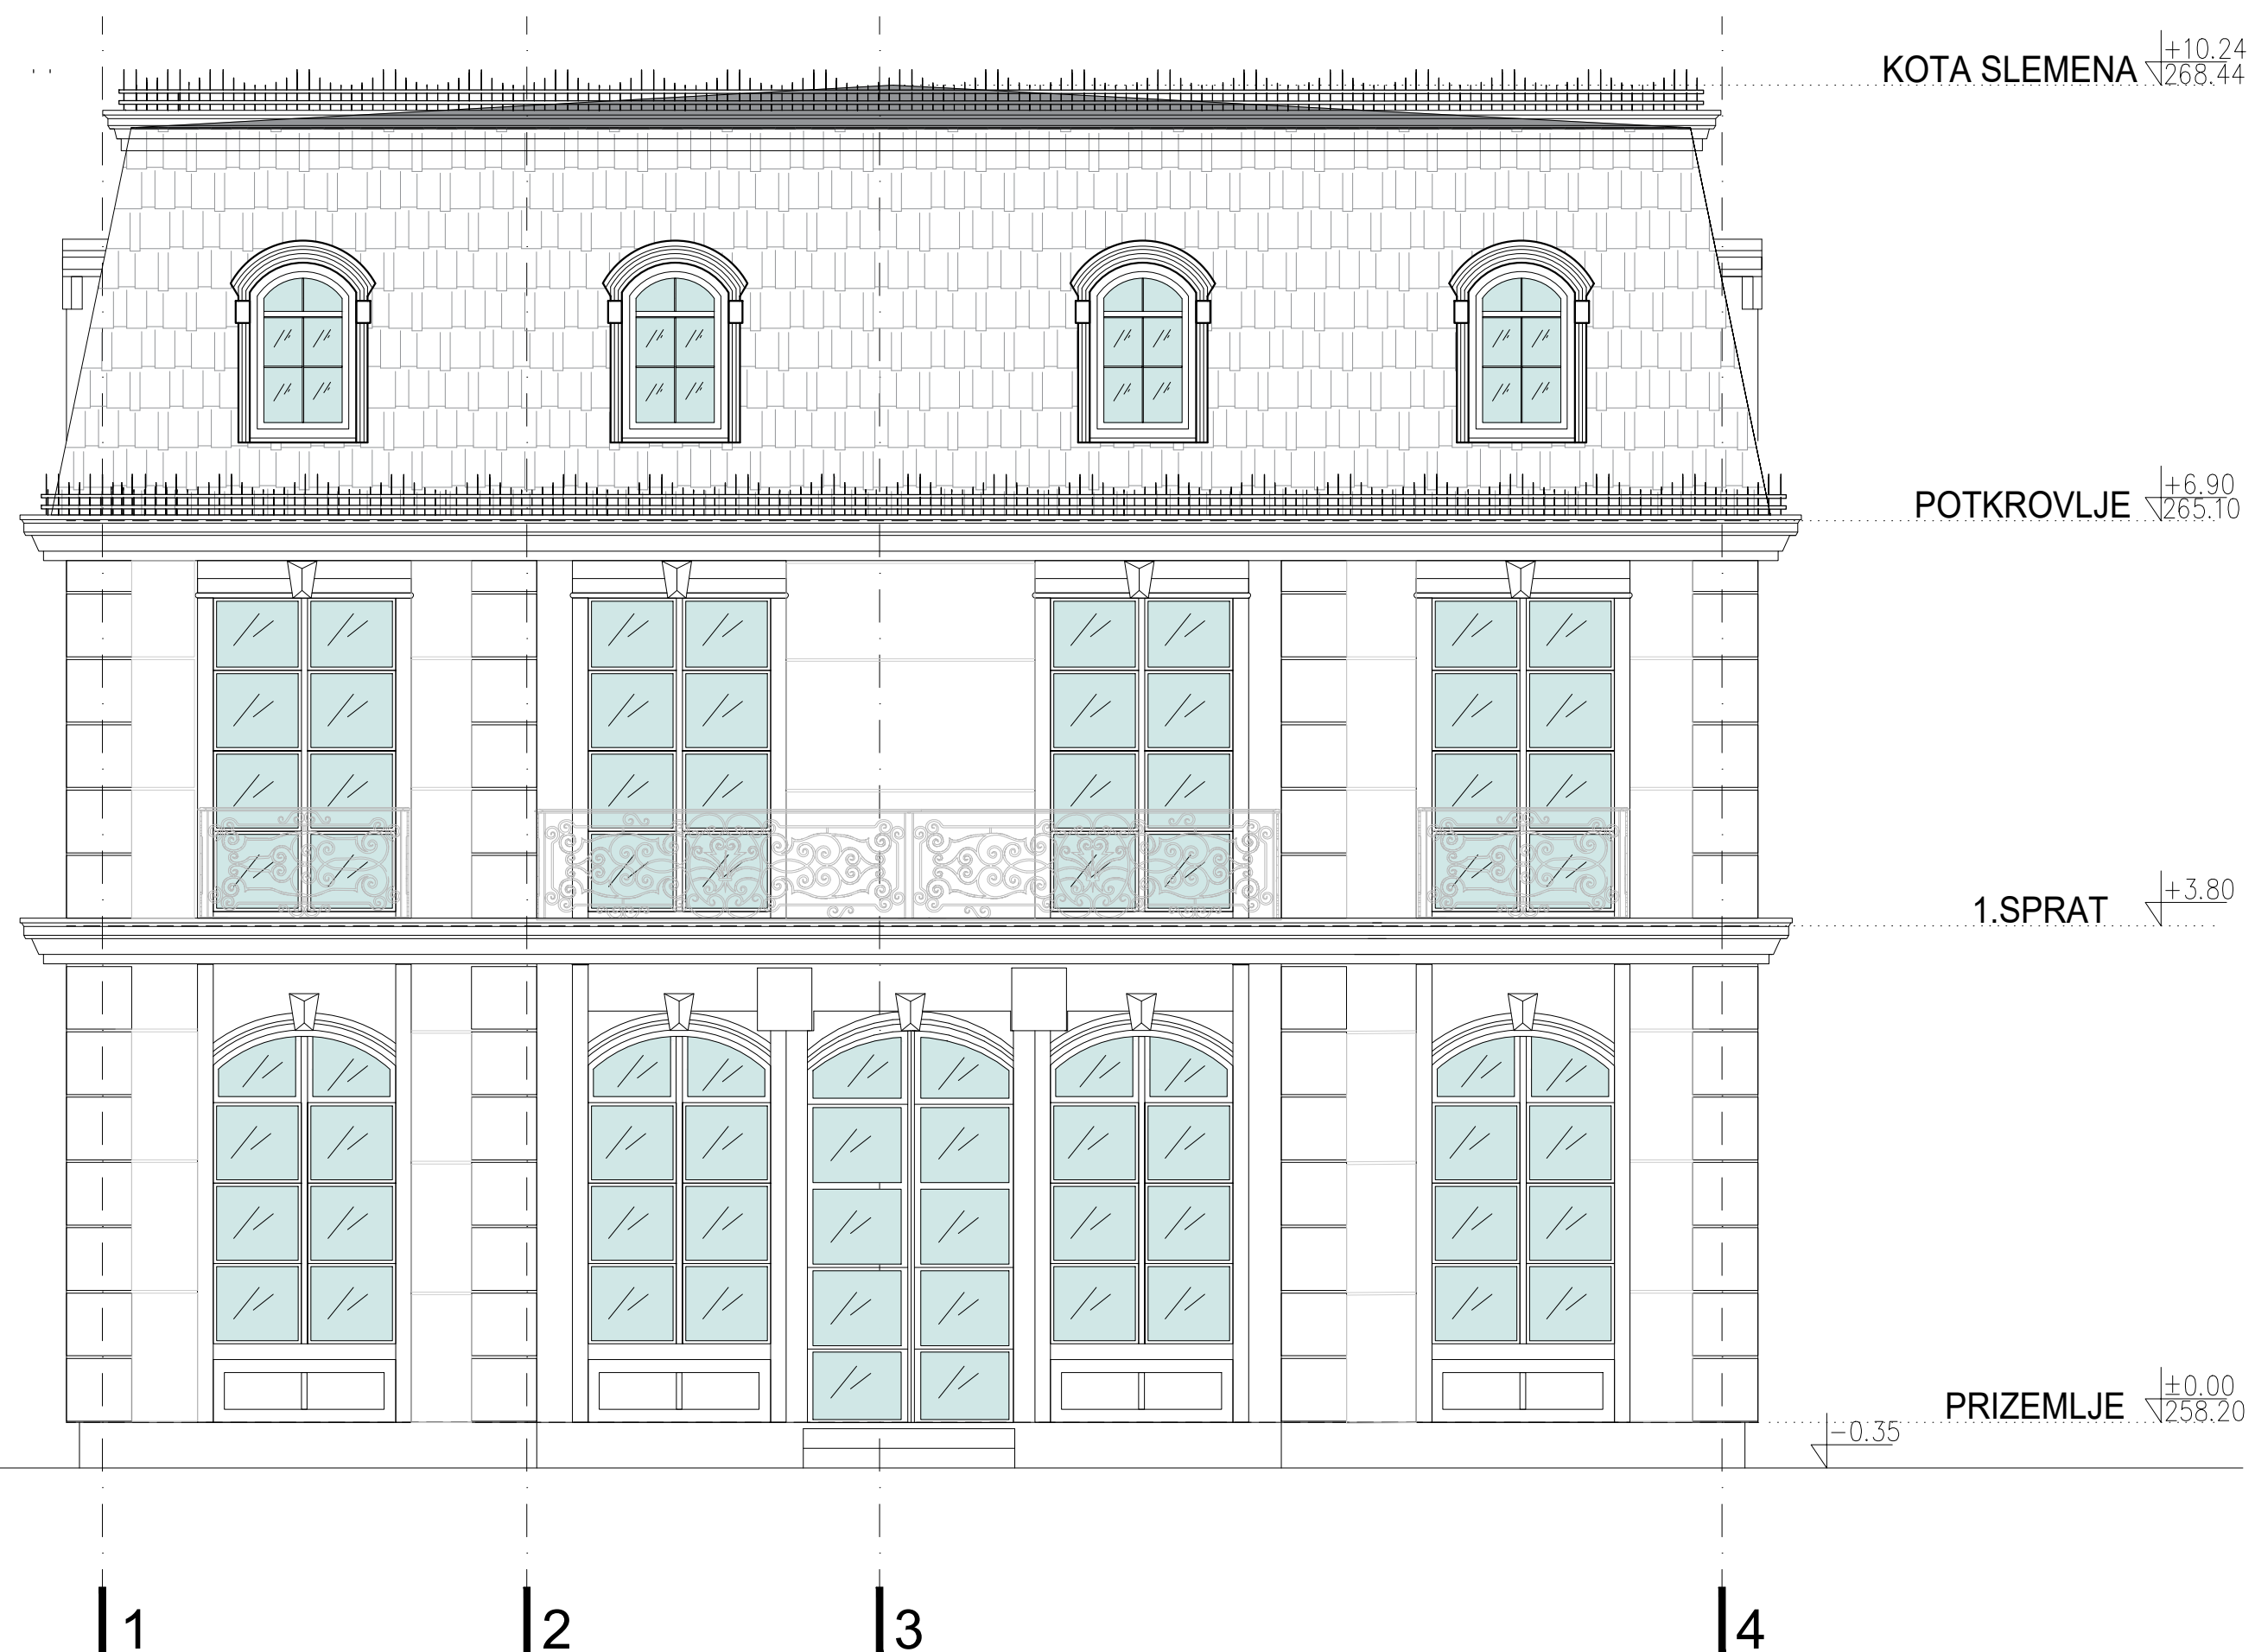 KOTA SLEMENA +10.24
268.44
POTKROVLJE +6.90
265.10
1.SPRAT +3.80
PRIZEMLJE ±0.00
258.20
-0.35
1 2 3 4